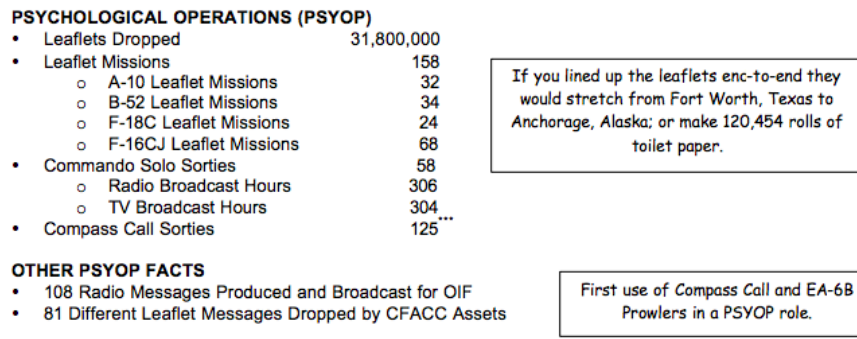 PSYCHOLOGICAL OPERATIONS (PSYOP)
• Leaflets Dropped 31,800,000
• Leaflet Missions 158
o A-10 Leaflet Missions 32
o B-52 Leaflet Missions 34
o F-18C Leaflet Missions 24
o F-16CJ Leaflet Missions 68
• Commando Solo Sorties 58
o Radio Broadcast Hours 306
o TV Broadcast Hours 304
• Compass Call Sorties 125***
If you lined up the leaflets enc-to-end they
would stretch from Fort Worth, Texas to
Anchorage, Alaska; or make 120,454 rolls of
toilet paper.
OTHER PSYOP FACTS
• 108 Radio Messages Produced and Broadcast for OIF
• 81 Different Leaflet Messages Dropped by CFACC Assets
First use of Compass Call and EA-6B
Prowlers in a PSYOP role.